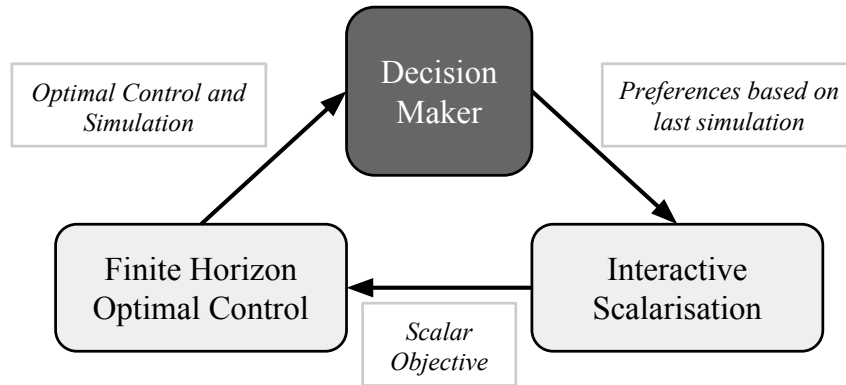 Decision
Maker
Optimal Control and
Simulation
Preferences based on
last simulation
Finite Horizon
Optimal Control
Interactive
Scalarisation
Scalar
Objective